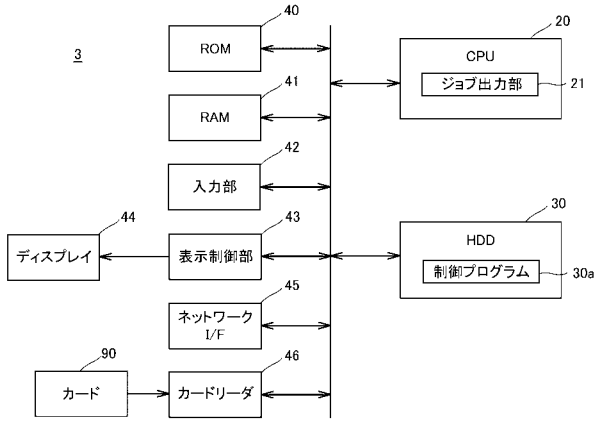 3
40
ROM
41
RAM
42
入力部
43
表示制御部
44
ディスプレイ
45
ネットワーク
I/F
46
カードリーダ
90
カード
20
CPU
ジョブ出力部
21
30
HDD
制御プログラム
30a